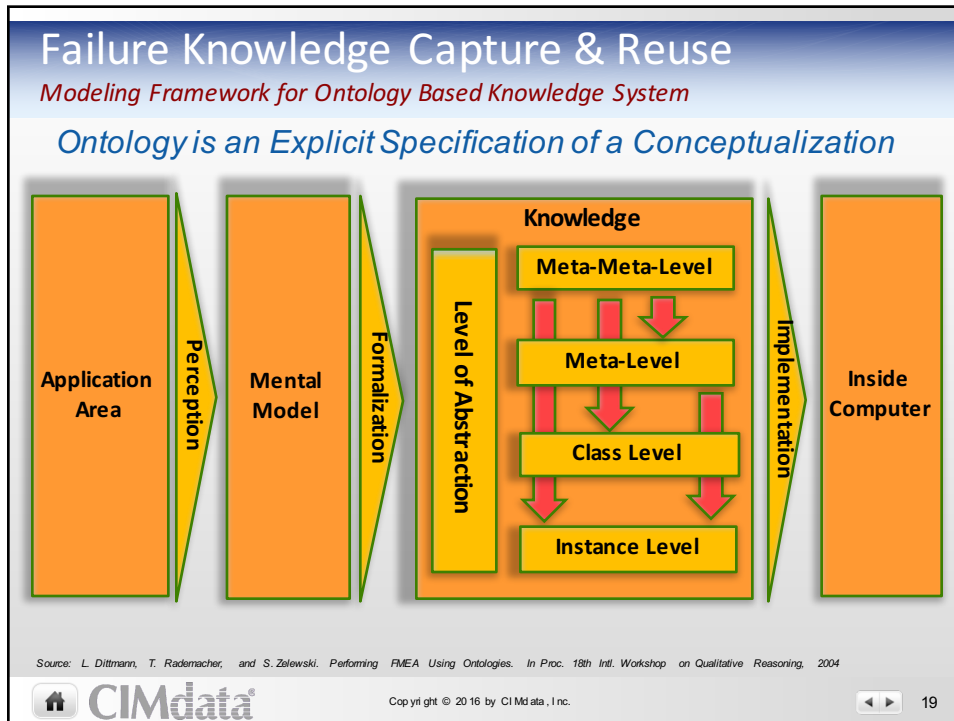 Failure Knowledge Capture & Reuse
Modeling Framework for Ontology Based Knowledge System
Ontology is an Explicit Specification of a Conceptualization
Application
Area
Perception
Mental
Model
Formalization
Knowledge
Level of Abstraction
Meta-Meta-Level
Meta-Level
Class Level
Instance Level
Implementation
Inside
Computer
Source: L. Dittmann, T. Rademacher, and S. Zelewski. Performing FMEA Using Ontologies. In Proc. 18th Intl. Workshop on Qualitative Reasoning, 2004
CIMdata®
Copyright © 2016 by CIMdata, Inc.
19